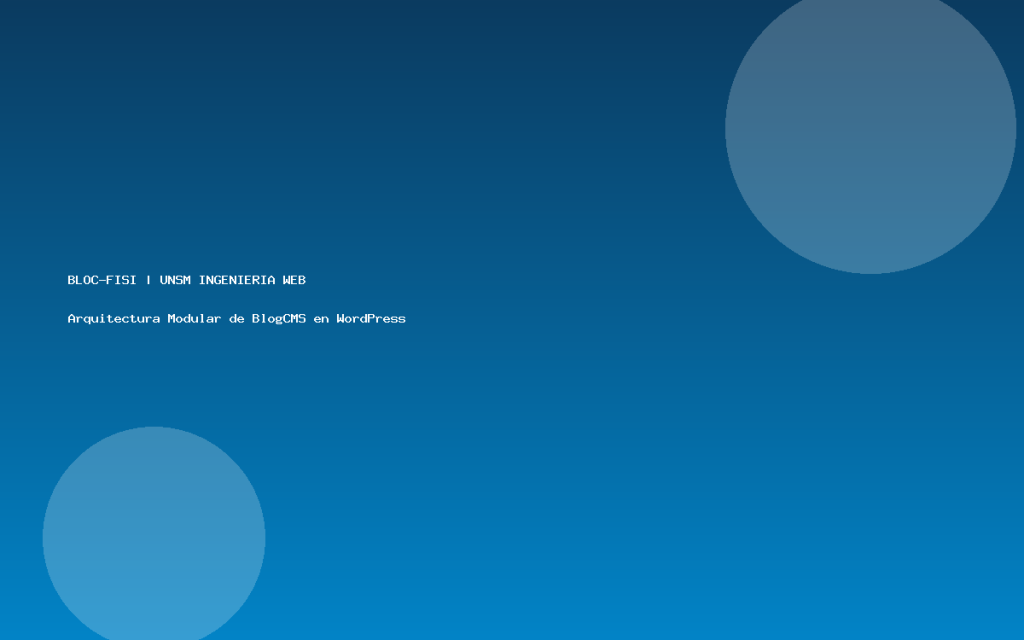 BLOC-FISI | UNSM INGENIERIA WEB
Arquitectura Modular de BlogCMS en WordPress